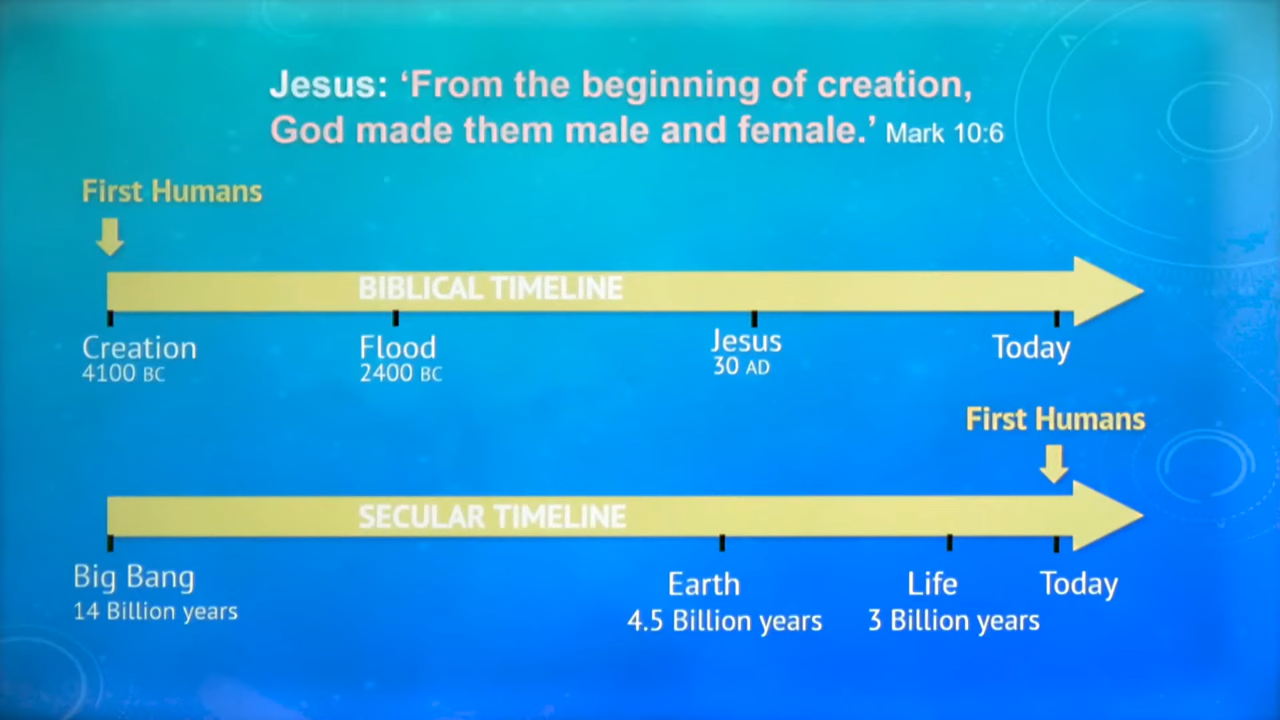 Jesus: ‘From the beginning of creation,
God made them male and female.’ Mark 10:6
First Humans
BIBLICAL TIMELINE
Creation
4100 BC
Flood
2400 BC
Jesus
30 AD
Today
First Humans
SECULAR TIMELINE
Big Bang
14 Billion years
Earth
4.5 Billion years
Life
3 Billion years
Today